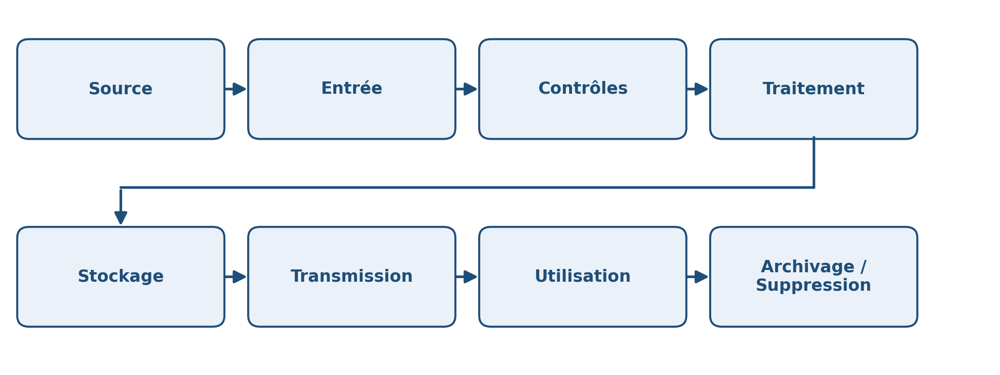 Source
Entrée
Contrôles
Traitement
Stockage
Transmission
Utilisation
Archivage /
Suppression